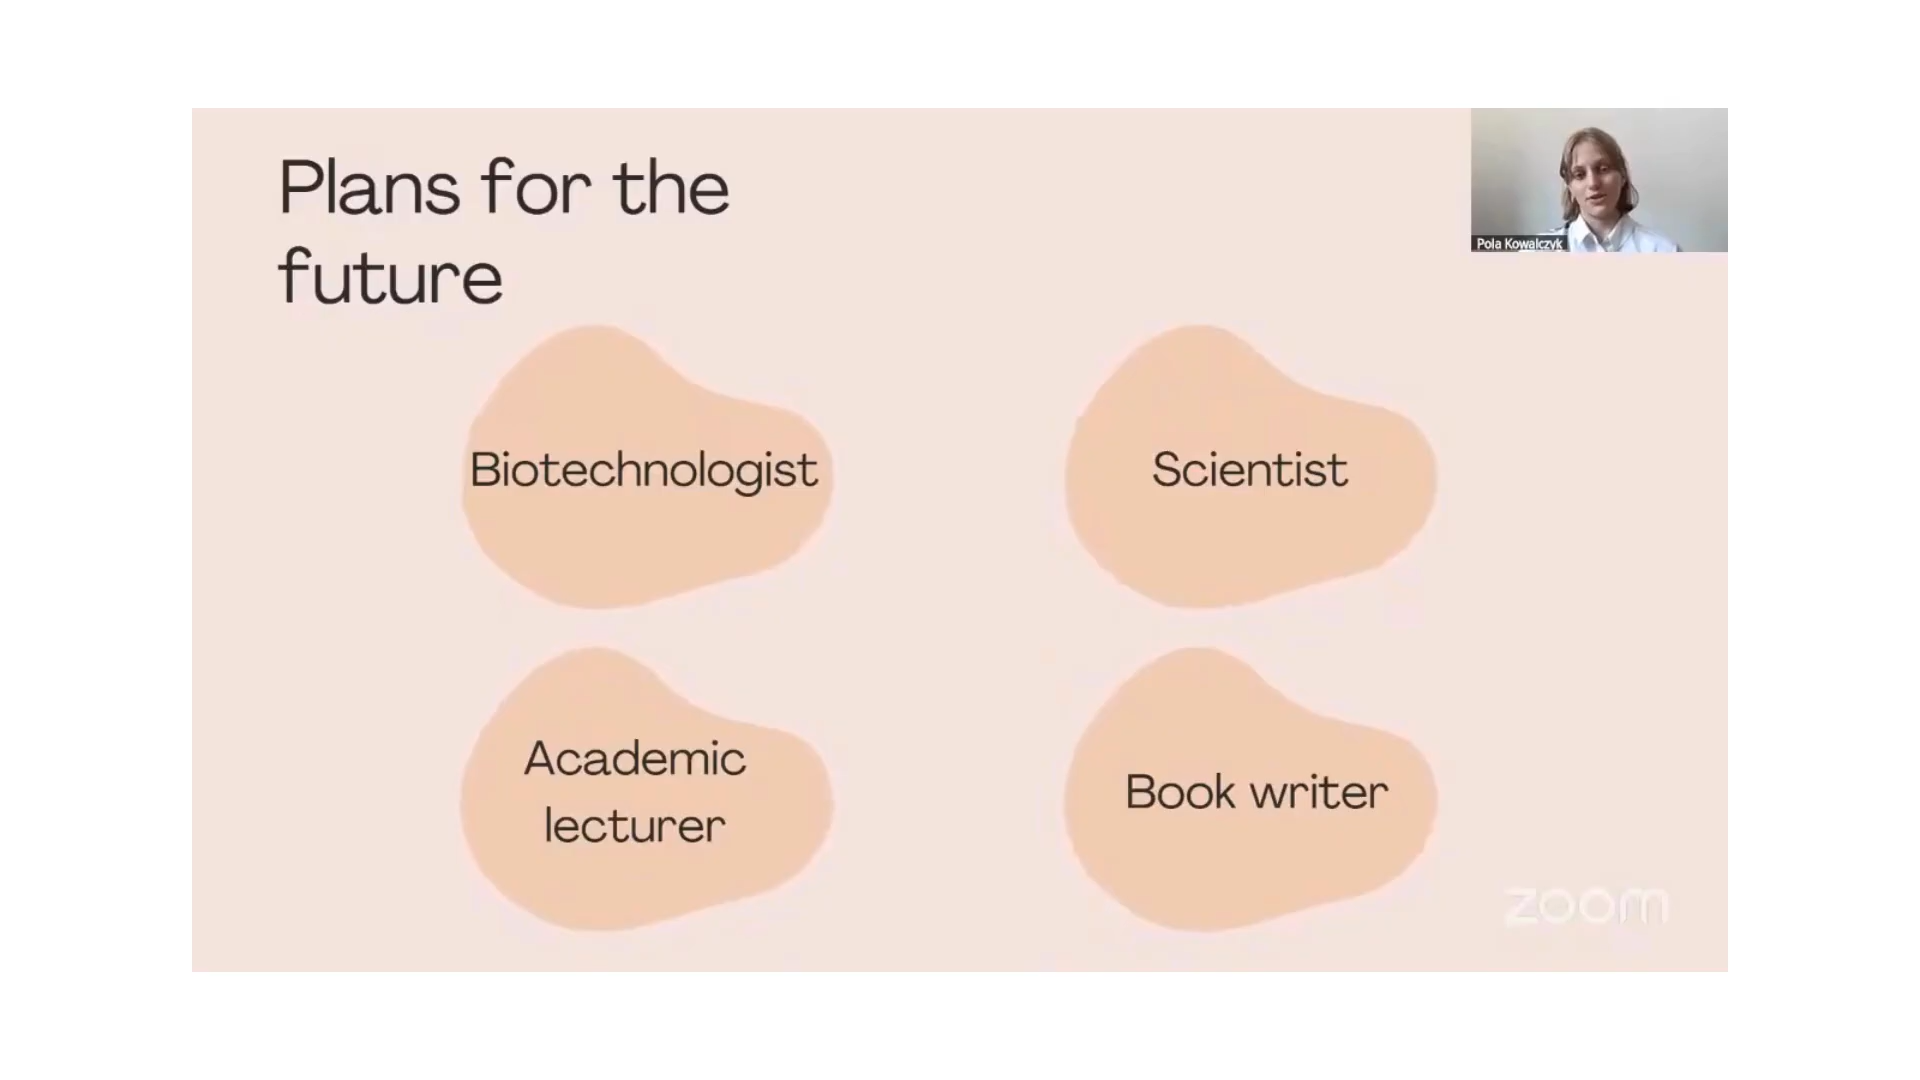 Plans for the
future
Pola Kowalczyk
Biotechnologist
Scientist
Academic
lecturer
Book writer
zoom